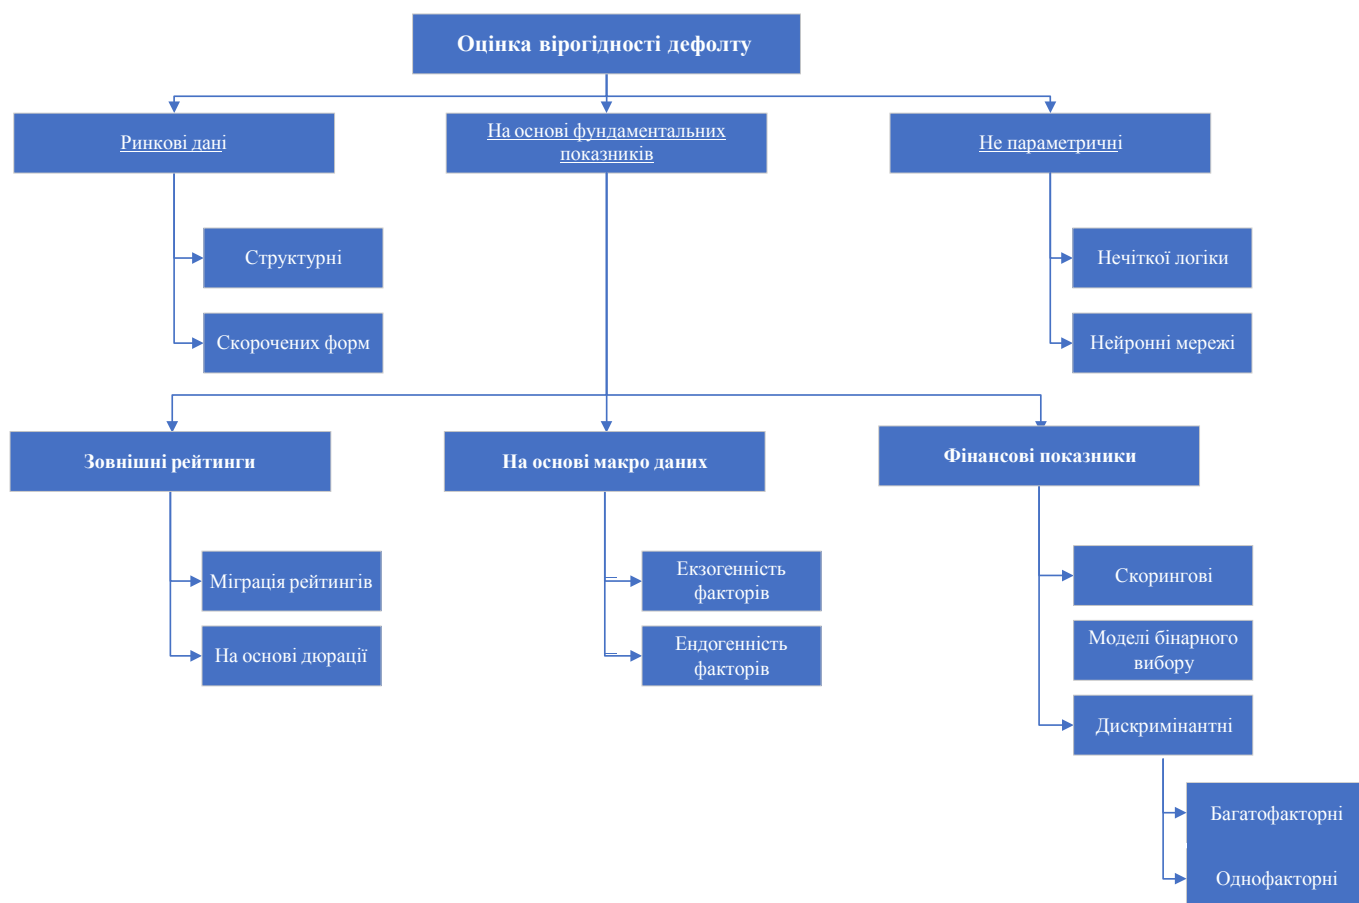 Оцінка вірогідності дефолту
Ринкові дані
На основі фундаментальних
показників
Не параметричні
Структурні
Нечіткої логіки
Скорочених форм
Нейронні мережі
Зовнішні рейтинги
На основі макро даних
Фінансові показники
Міграція рейтингів
Екзогенність
факторів
Скорингові
На основі дюрації
Ендогенність
факторів
Моделі бінарного
вибору
Дискримінантні
Багатофакторні
Однофакторні